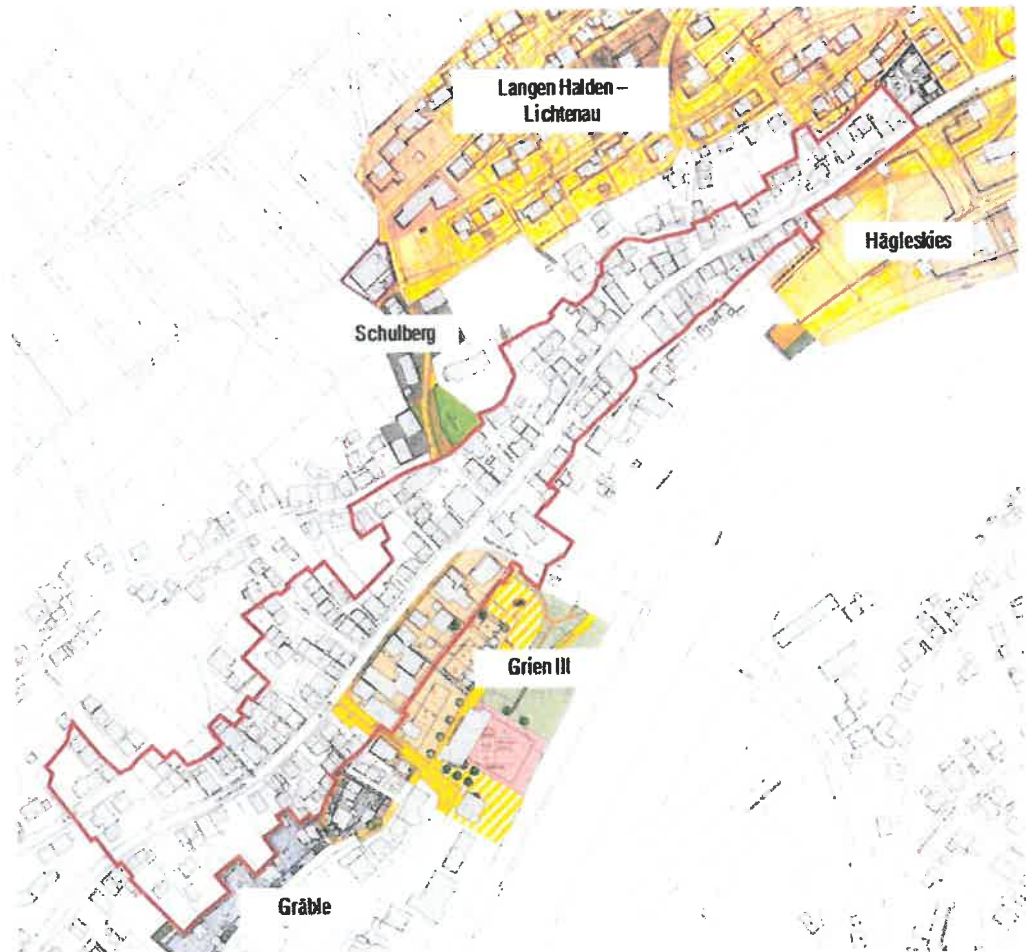 Langen Halden –
Lichtenau
Hägleskies
Schulberg
Grien III
Gräble